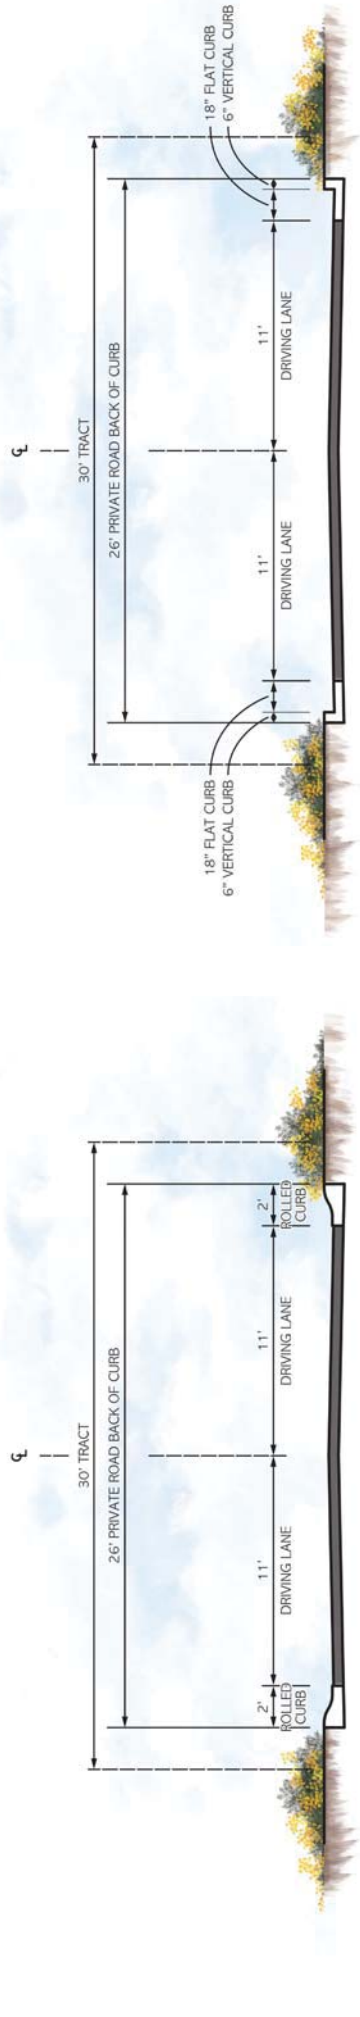 ℄
30' TRACT
26' PRIVATE ROAD BACK OF CURB
2'
ROLLED
CURB
11'
DRIVING LANE
11'
DRIVING LANE
2'
ROLLED
CURB
℄
30' TRACT
26' PRIVATE ROAD BACK OF CURB
18" FLAT CURB
6" VERTICAL CURB
11'
DRIVING LANE
11'
DRIVING LANE
18" FLAT CURB
6" VERTICAL CURB